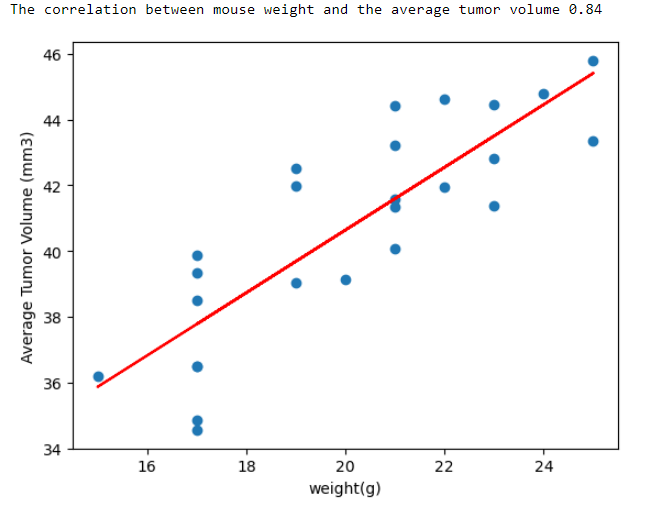 The correlation between mouse weight and the average tumor volume 0.84
46
44
42
40
38
36
34
Average Tumor Volume (mm3)
16 18 20 22 24
weight(g)